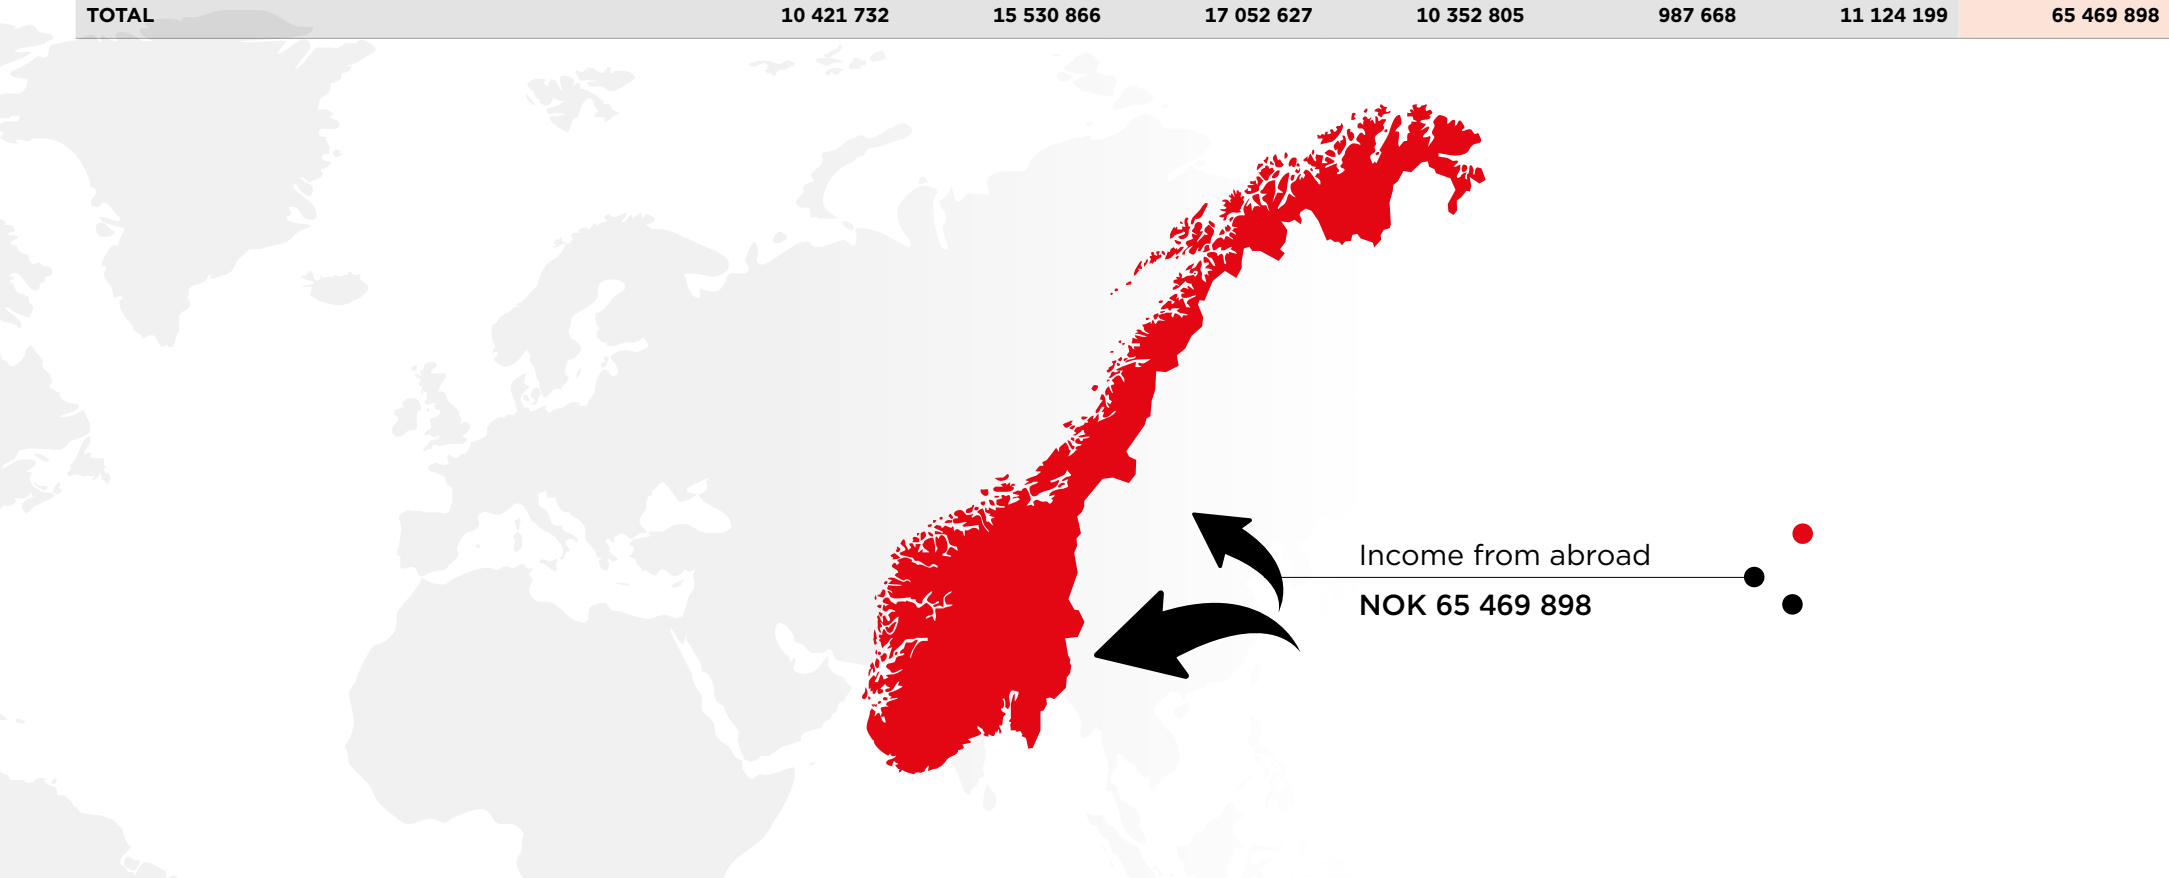 TOTAL 10 421 732 15 530 866 17 052 627 10 352 805 987 668 11 124 199 65 469 898
Income from abroad
NOK 65 469 898